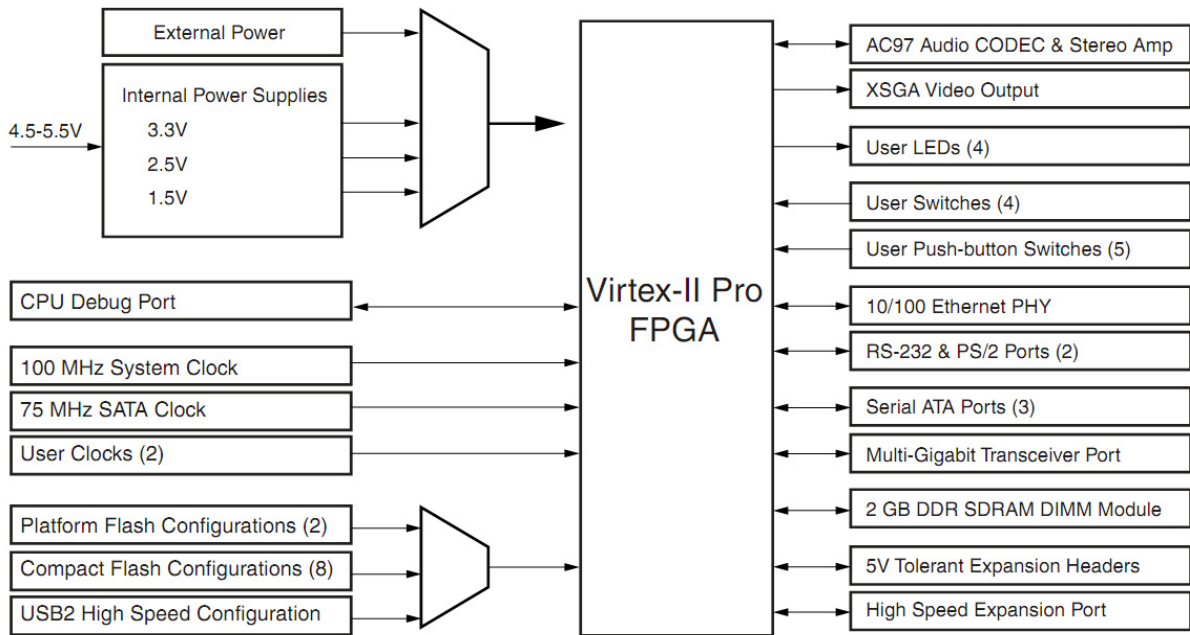 External Power
Internal Power Supplies
4.5-5.5V
3.3V
2.5V
1.5V
CPU Debug Port
100 MHz System Clock
75 MHz SATA Clock
User Clocks (2)
Platform Flash Configurations (2)
Compact Flash Configurations (8)
USB2 High Speed Configuration
Virtex-II Pro
FPGA
AC97 Audio CODEC & Stereo Amp
XSGA Video Output
User LEDs (4)
User Switches (4)
User Push-button Switches (5)
10/100 Ethernet PHY
RS-232 & PS/2 Ports (2)
Serial ATA Ports (3)
Multi-Gigabit Transceiver Port
2 GB DDR SDRAM DIMM Module
5V Tolerant Expansion Headers
High Speed Expansion Port